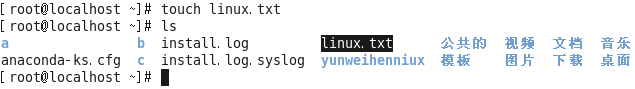 [root@localhost ~]# touch linux.txt
[root@localhost ~]# ls
a b install.log linux.txt 公共的 视频 文档 音乐
anaconda-ks.cfg c install.log.syslog yunweihenniux 模板 图片 下载 桌面
[root@localhost ~]#